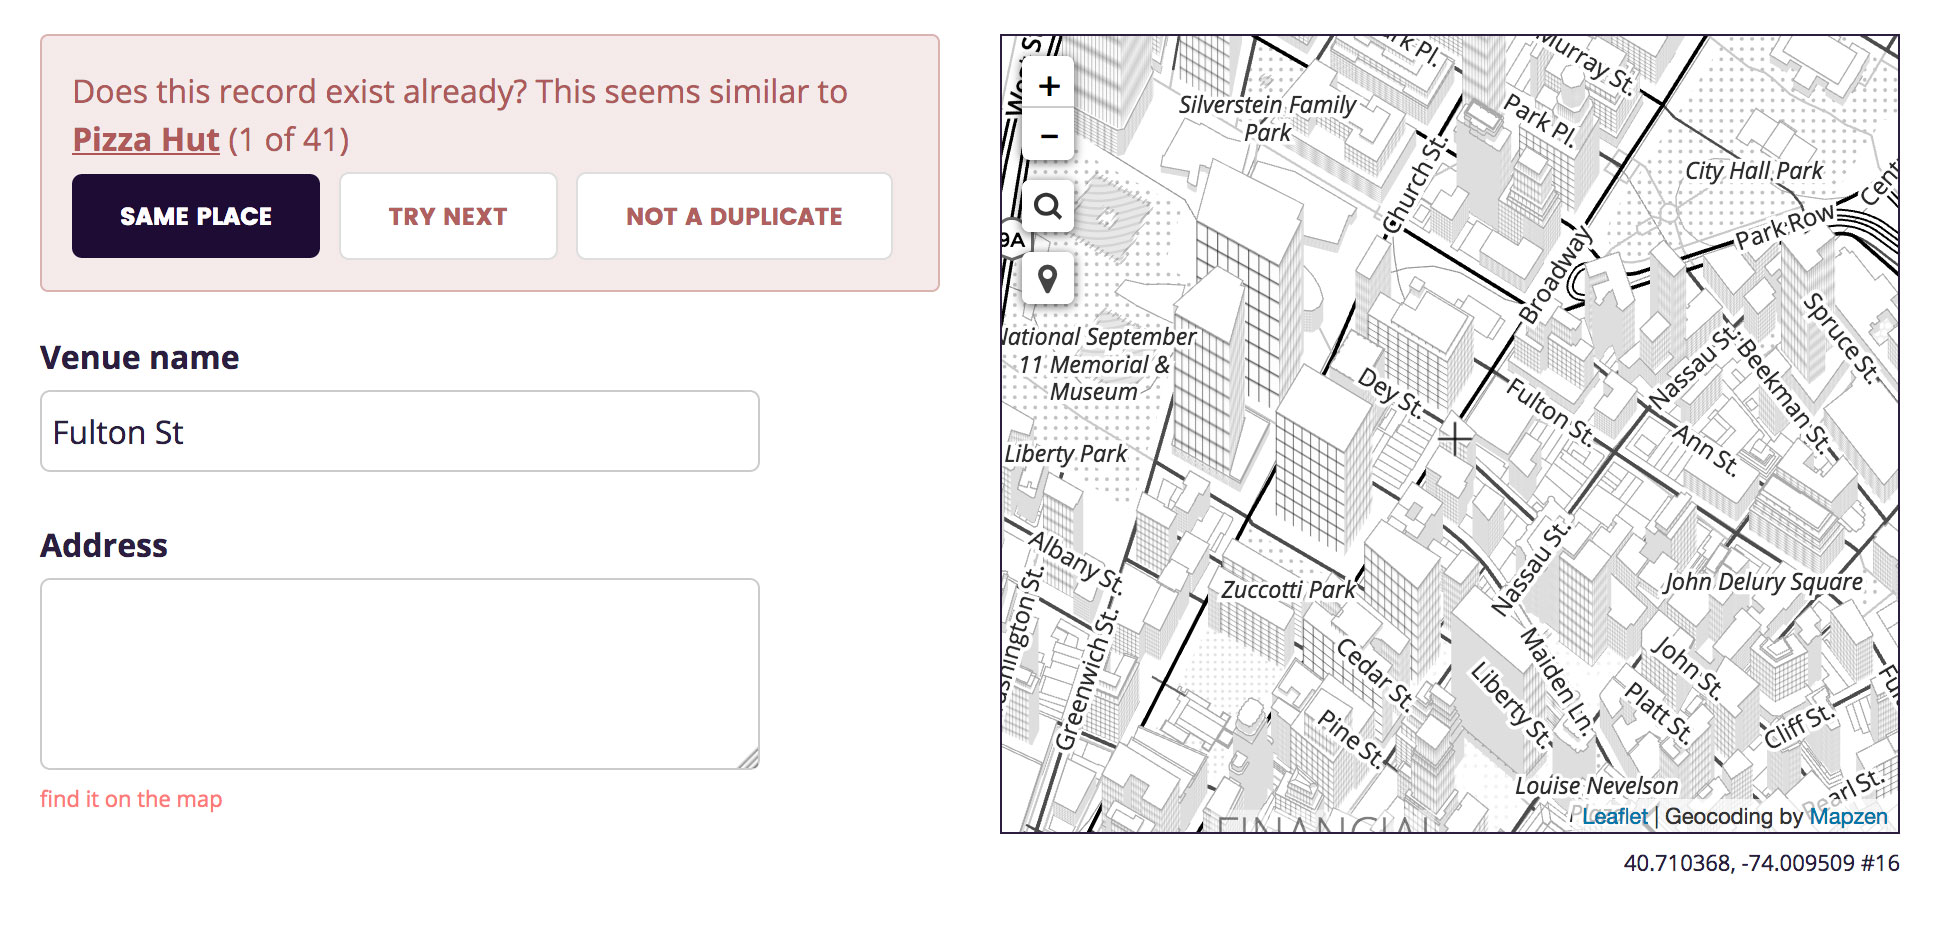 Does this record exist already? This seems similar to
Pizza Hut (1 of 41)
SAME PLACE
TRY NEXT
NOT A DUPLICATE
Venue name
Fulton St
Address
find it on the map
+
−
9A
Silverstein Family
Park
Murray St.
Park Pl.
City Hall Park
Church St.
Park Row
Broadway
National September
11 Memorial &
Museum
Spruce St.
Nassau St.
Beekman St.
Dey St.
Fulton St.
Ann St.
Liberty Park
Albany St.
Zuccotti Park
Nassau St.
John Delury Square
Greenwich St.
Cedar St.
Maiden Ln.
John St.
Liberty St.
Platt St.
Pine St.
Cliff St.
Louise Nevelson
Pearl St.
FINANCIAL
Leaflet | Geocoding by Mapzen
40.710368, -74.009509 #16